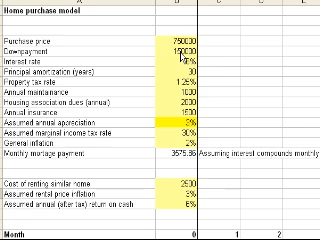 A B C D E
Home purchase model
Purchase price 750000
Downpayment 150000
Interest rate
Principal amortization (years) 30
Property tax rate 1.25%
Annual maintainance 1000
Housing association dues (annual) 2000
Annual insurance 1500
Assumed annual appreciation 3%
Assumed marginal income tax rate 30%
General inflation 2%
Monthly mortage payment 3575.86 Assuming interest compounds monthly
Cost of renting similar home 2500
Assumed rental price inflation 3%
Assumed annual (after tax) return on cash 6%
Month 0 1 2